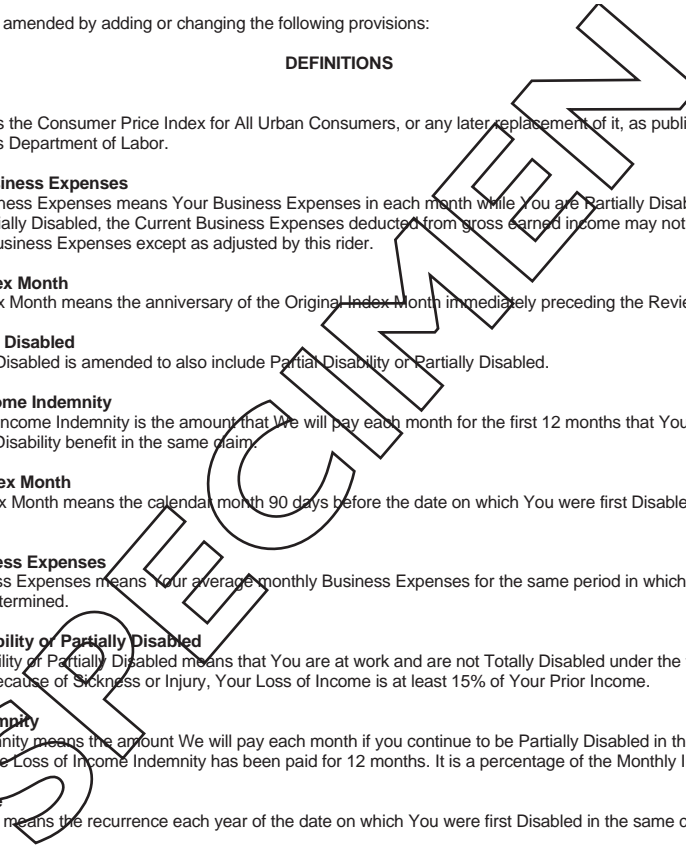 amended by adding or changing the following provisions:
DEFINITIONS
s the Consumer Price Index for All Urban Consumers, or any later replacement of it, as publi
s Department of Labor.
siness Expenses
ness Expenses means Your Business Expenses in each month while You are Partially Disab
ially Disabled, the Current Business Expenses deducted from gross earned income may not
usiness Expenses except as adjusted by this rider.
ex Month
x Month means the anniversary of the Original Index Month immediately preceding the Revie
Disabled
Disabled is amended to also include Partial Disability or Partially Disabled.
ome Indemnity
Income Indemnity is the amount that We will pay each month for the first 12 months that You
Disability benefit in the same claim.
ex Month
x Month means the calendar month 90 days before the date on which You were first Disable
ess Expenses
ss Expenses means Your average monthly Business Expenses for the same period in which
termined.
bility or Partially Disabled
ility or Partially Disabled means that You are at work and are not Totally Disabled under the
ecause of Sickness or Injury, Your Loss of Income is at least 15% of Your Prior Income.
mnity
nity means the amount We will pay each month if you continue to be Partially Disabled in th
e Loss of Income Indemnity has been paid for 12 months. It is a percentage of the Monthly I
e
means the recurrence each year of the date on which You were first Disabled in the same c
SPECIMEN